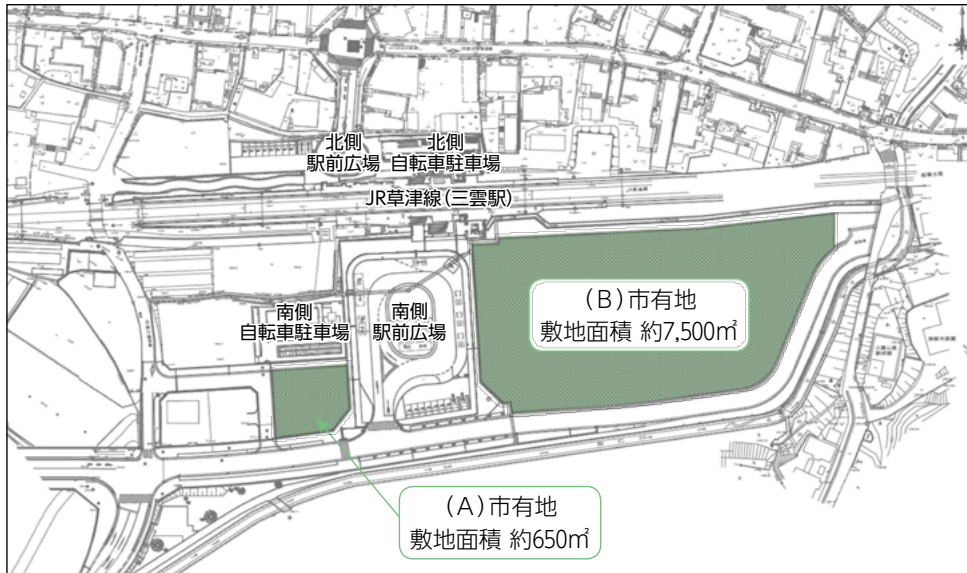 北側
駅前広場
北側
自転車駐車場
JR草津線(三雲駅)
南側
自転車駐車場
南側
駅前広場
(B)市有地
敷地面積 約7,500㎡
(A)市有地
敷地面積 約650㎡